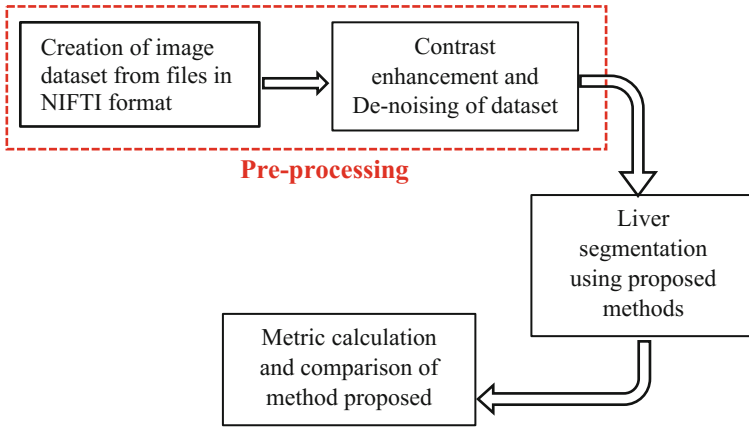 Creation of image
dataset from files in
NIFTI format
Contrast
enhancement and
De-noising of dataset
Pre-processing
Liver
segmentation
using proposed
methods
Metric calculation
and comparison of
method proposed